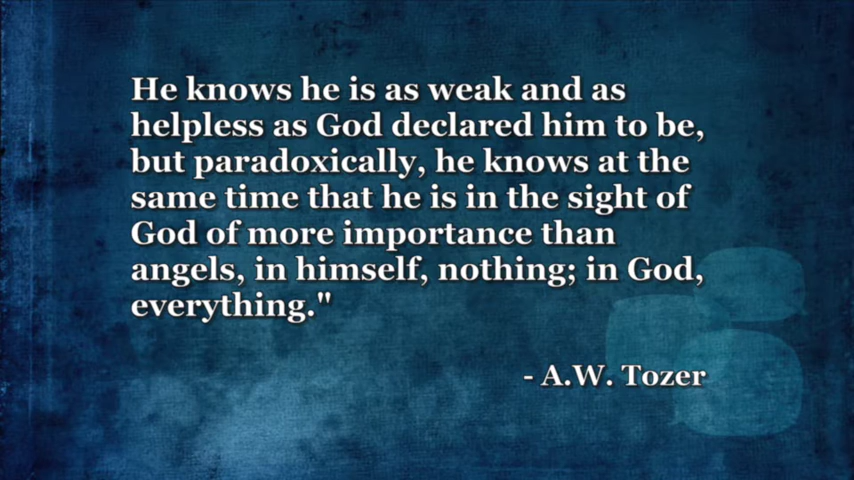 He knows he is as weak and as
helpless as God declared him to be,
but paradoxically, he knows at the
same time that he is in the sight of
God of more importance than
angels, in himself, nothing; in God,
everything."
- A.W. Tozer